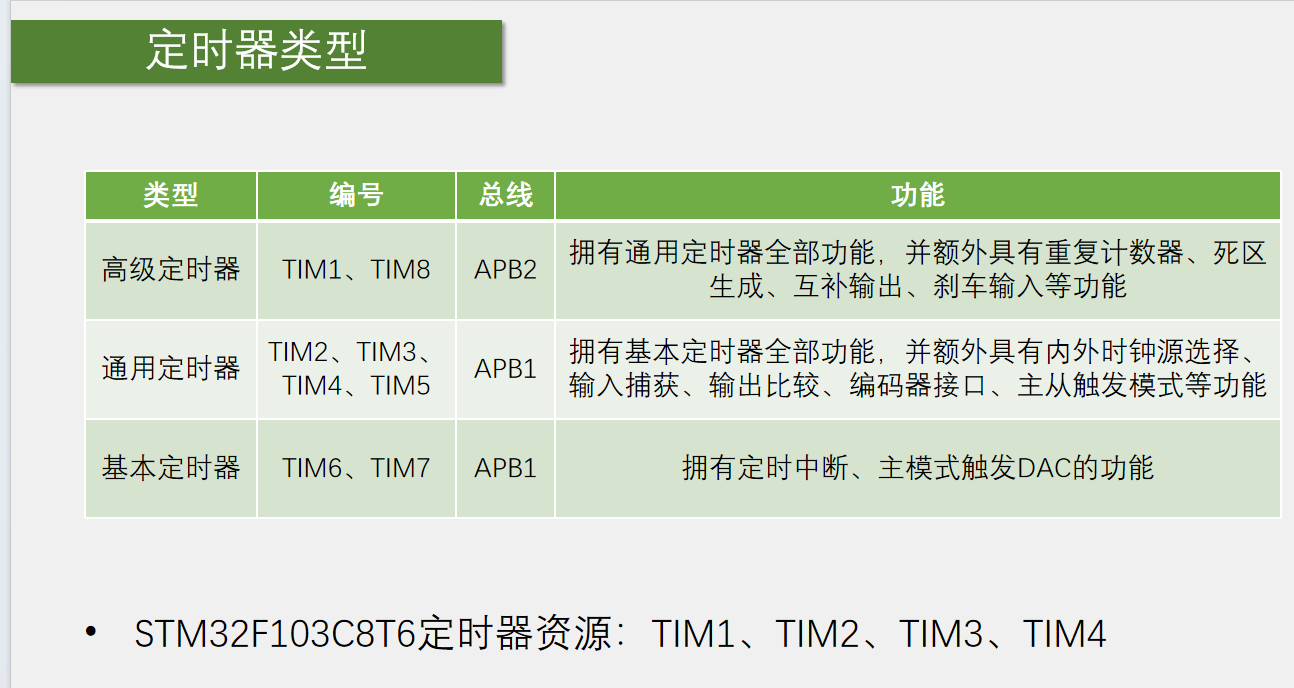 定时器类型
类型 编号 总线 功能
高级定时器 TIM1、TIM8 APB2 拥有通用定时器全部功能，并额外具有重复计数器、死区
生成、互补输出、刹车输入等功能
通用定时器 TIM2、TIM3、
TIM4、TIM5 APB1 拥有基本定时器全部功能，并额外具有内外时钟源选择、
输入捕获、输出比较、编码器接口、主从触发模式等功能
基本定时器 TIM6、TIM7 APB1 拥有定时中断、主模式触发DAC的功能
• STM32F103C8T6定时器资源：TIM1、TIM2、TIM3、TIM4